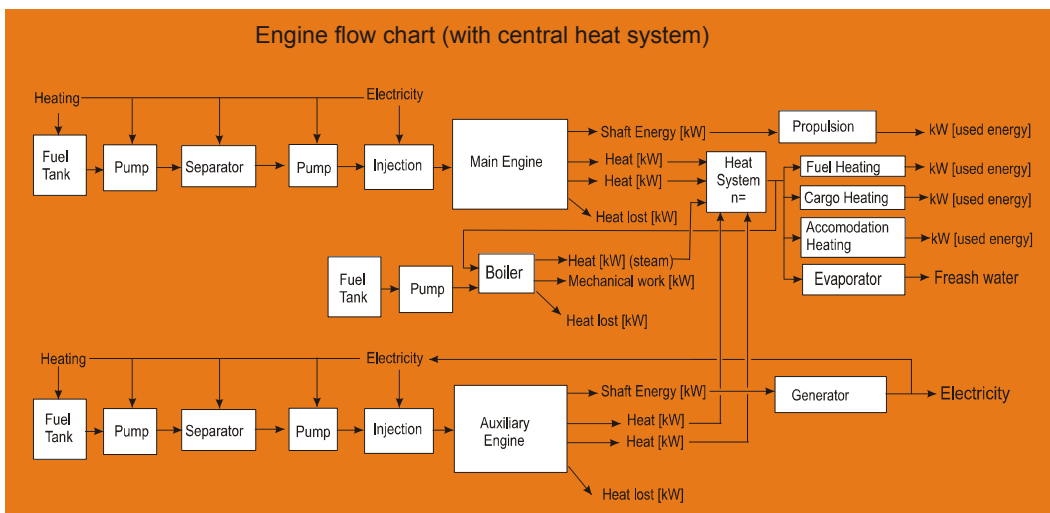 Engine flow chart (with central heat system)
Heating
Electricity
Fuel
Tank
Pump
Separator
Pump
Injection
Main Engine
Shaft Energy [kW]
Heat [kW]
Heat [kW]
Heat lost [kW]
Heat
System
n=
Propulsion
kW [used energy]
Fuel Heating
kW [used energy]
Cargo Heating
kW [used energy]
Accomodation
Heating
kW [used energy]
Evaporator
Freash water
Fuel
Tank
Pump
Boiler
Heat [kW] (steam)
Mechanical work [kW]
Heat lost [kW]
Heating
Electricity
Fuel
Tank
Pump
Separator
Pump
Injection
Auxiliary
Engine
Shaft Energy [kW]
Heat [kW]
Heat [kW]
Heat lost [kW]
Generator
Electricity